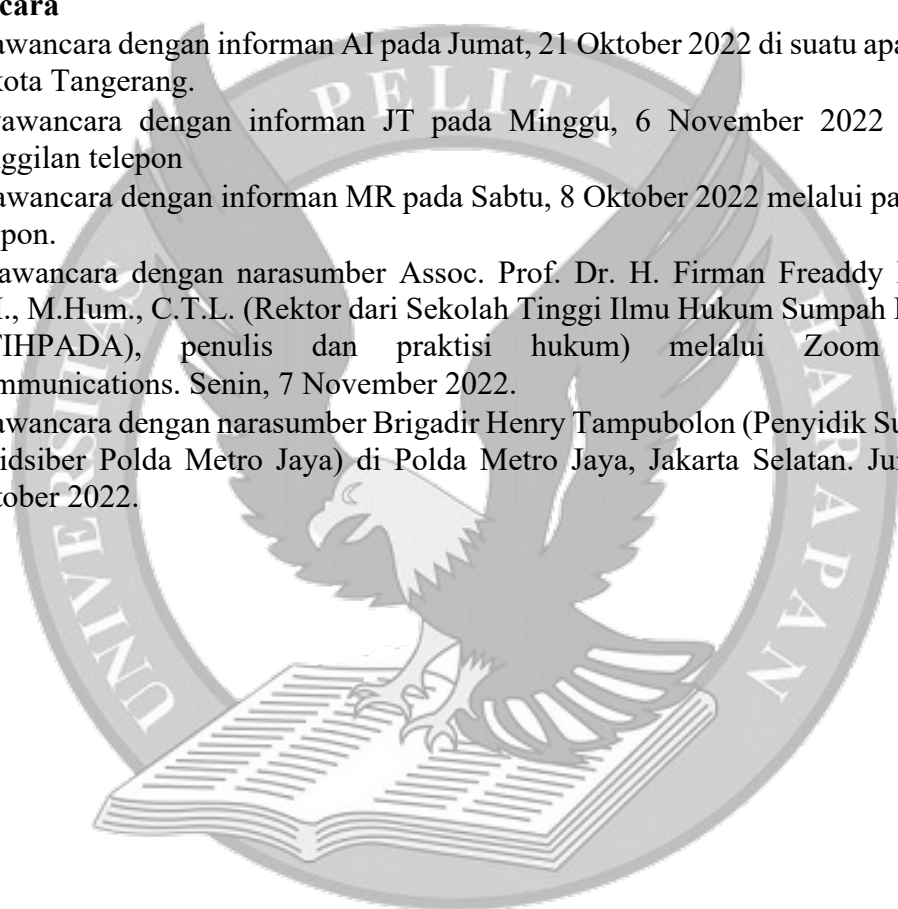 cara
awancara dengan informan AI pada Jumat, 21 Oktober 2022 di suatu apa
kota Tangerang.
awancara dengan informan JT pada Minggu, 6 November 2022
nggilan telepon
awancara dengan informan MR pada Sabtu, 8 Oktober 2022 melalui pa
epon.
awancara dengan narasumber Assoc. Prof. Dr. H. Firman Freaddy
., M.Hum., C.T.L. (Rektor dari Sekolah Tinggi Ilmu Hukum Sumpah
TIHPADA), penulis dan praktisi hukum) melalui Zoom
mmunications. Senin, 7 November 2022.
awancara dengan narasumber Brigadir Henry Tampubolon (Penyidik Su
idsiber Polda Metro Jaya) di Polda Metro Jaya, Jakarta Selatan. Ju
tober 2022.
UNIVERSITAS PELITA HARAPAN